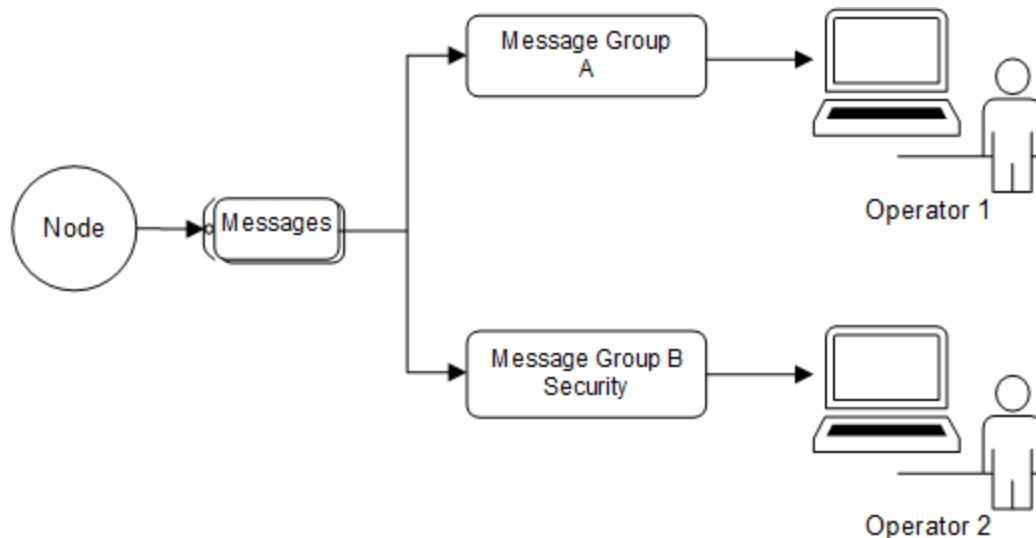 Message Group
A
Operator 1
Node
Messages
Message Group B
Security
Operator 2